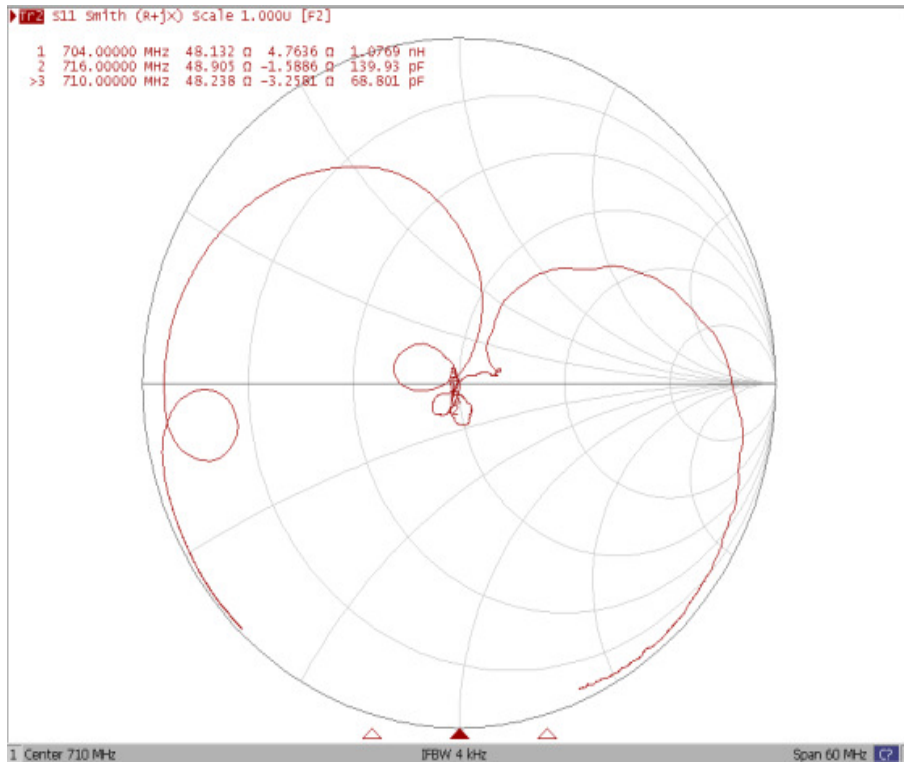 Tr2 S11 Smith (R+jX) Scale 1.000U [F2]
1 704.00000 MHz 48.132 Ω 4.7636 Ω 1.0769 nH
2 716.00000 MHz 48.905 Ω -1.5886 Ω 139.93 pF
>3 710.00000 MHz 48.238 Ω -3.2581 Ω 68.801 pF
1 Center 710 MHz IFBW 4 kHz Span 60 MHz C?